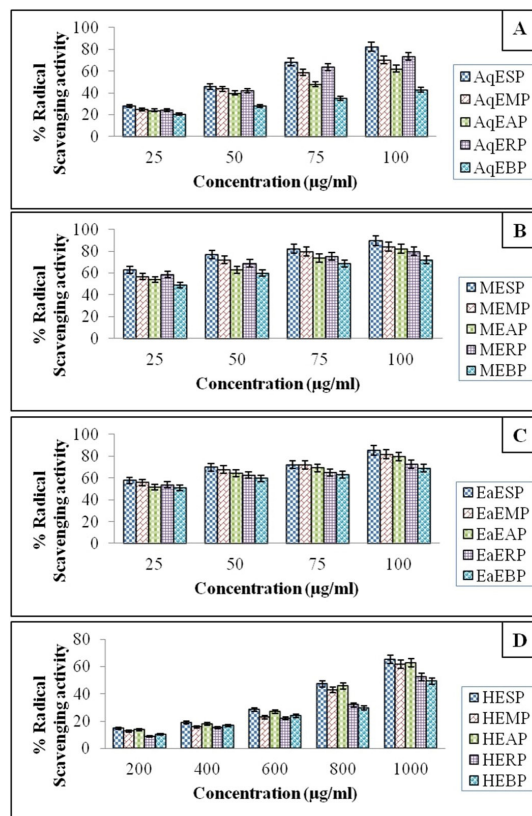 A
% Radical
Scavenging activity
100
80
60
40
20
0
25 50 75 100
Concentration (µg/ml)
AqESP
AqEMP
AqEAP
AqERP
AqEBP
B
% Radical
Scavenging activity
100
80
60
40
20
0
25 50 75 100
Concentration (µg/ml)
MESP
MEMP
MEAP
MERP
MEBP
C
% Radical
Scavenging activity
100
80
60
40
20
0
25 50 75 100
Concentration (µg/ml)
EaESP
EaEMP
EaEAP
EaERP
EaEBP
D
% Radical
Scavenging activity
80
60
40
20
0
200 400 600 800 1000
Concentration (µg/ml)
HESP
HEMP
HEAP
HERP
HEBP